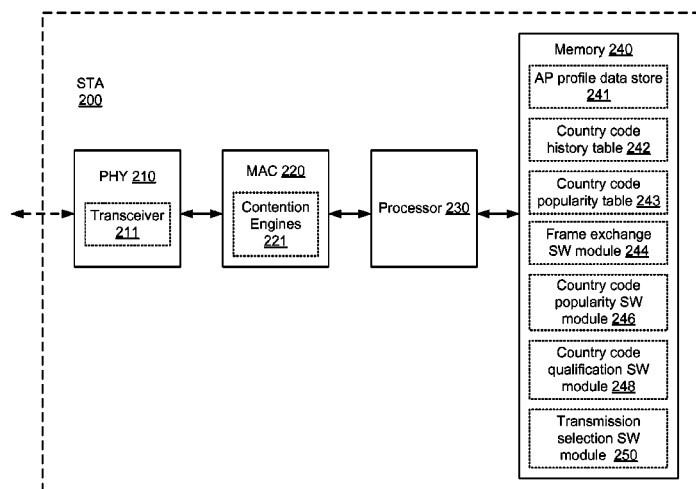 STA
200
PHY 210
Transceiver
211
MAC 220
Contention
Engines
221
Processor 230
Memory 240
AP profile data store
241
Country code
history table 242
Country code
popularity table 243
Frame exchange
SW module 244
Country code
popularity SW
module 246
Country code
qualification SW
module 248
Transmission
selection SW
module 250